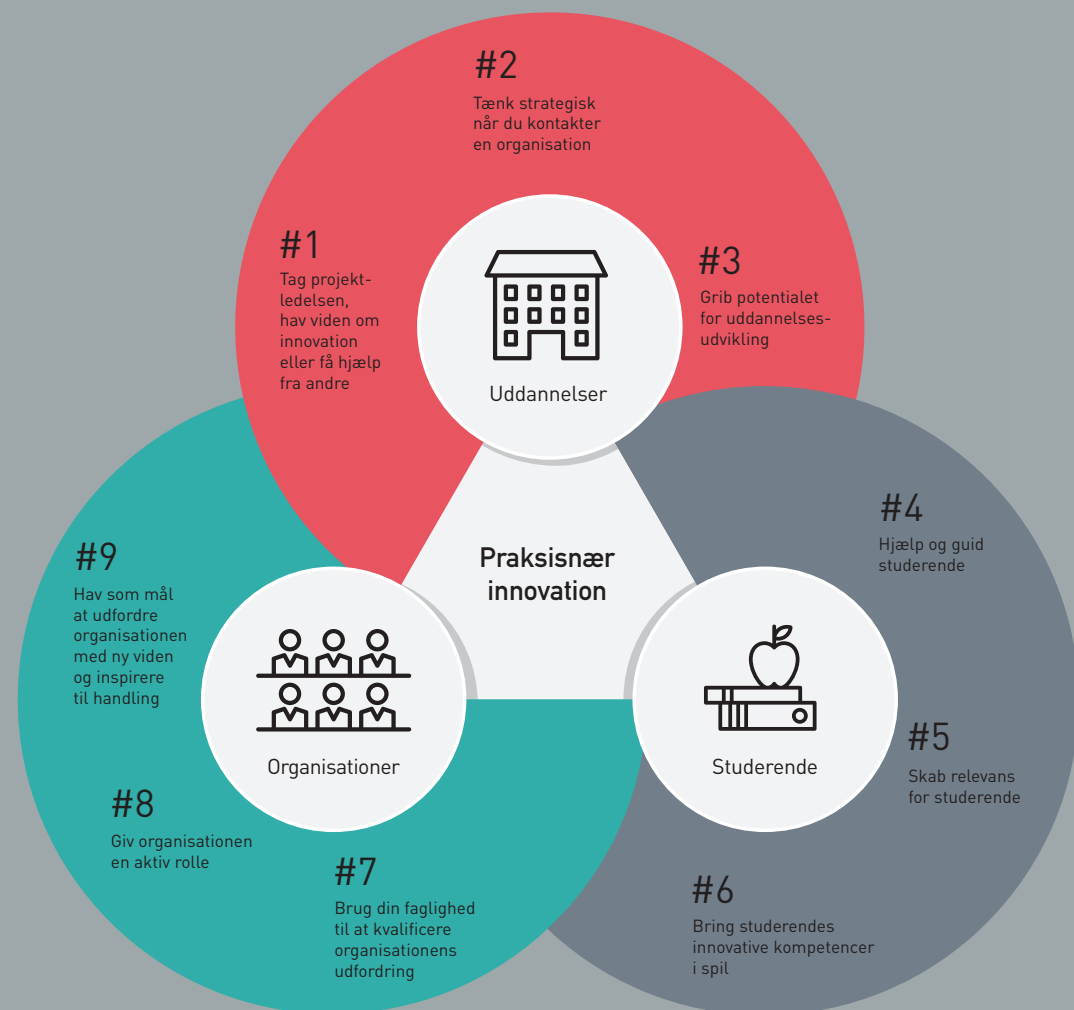 #2
Tænk strategisk
når du kontakter
en organisation
#1
Tag projekt-
ledelsen,
hav viden om
innovation
eller få hjælp
fra andre
#3
Grib potentialet
for uddannelses-
udvikling
Uddannelser
#4
Hjælp og guid
studerende
Praksisnær
innovation
#9
Hav som mål
at udfordre
organisationen
med ny viden
og inspirere
til handling
Organisationer
Studerende
#5
Skab relevans
for studerende
#8
Giv organisationen
en aktiv rolle
#7
Brug din faglighed
til at kvalificere
organisationens
udfordring
#6
Bring studerendes
innovative kompetencer
i spil